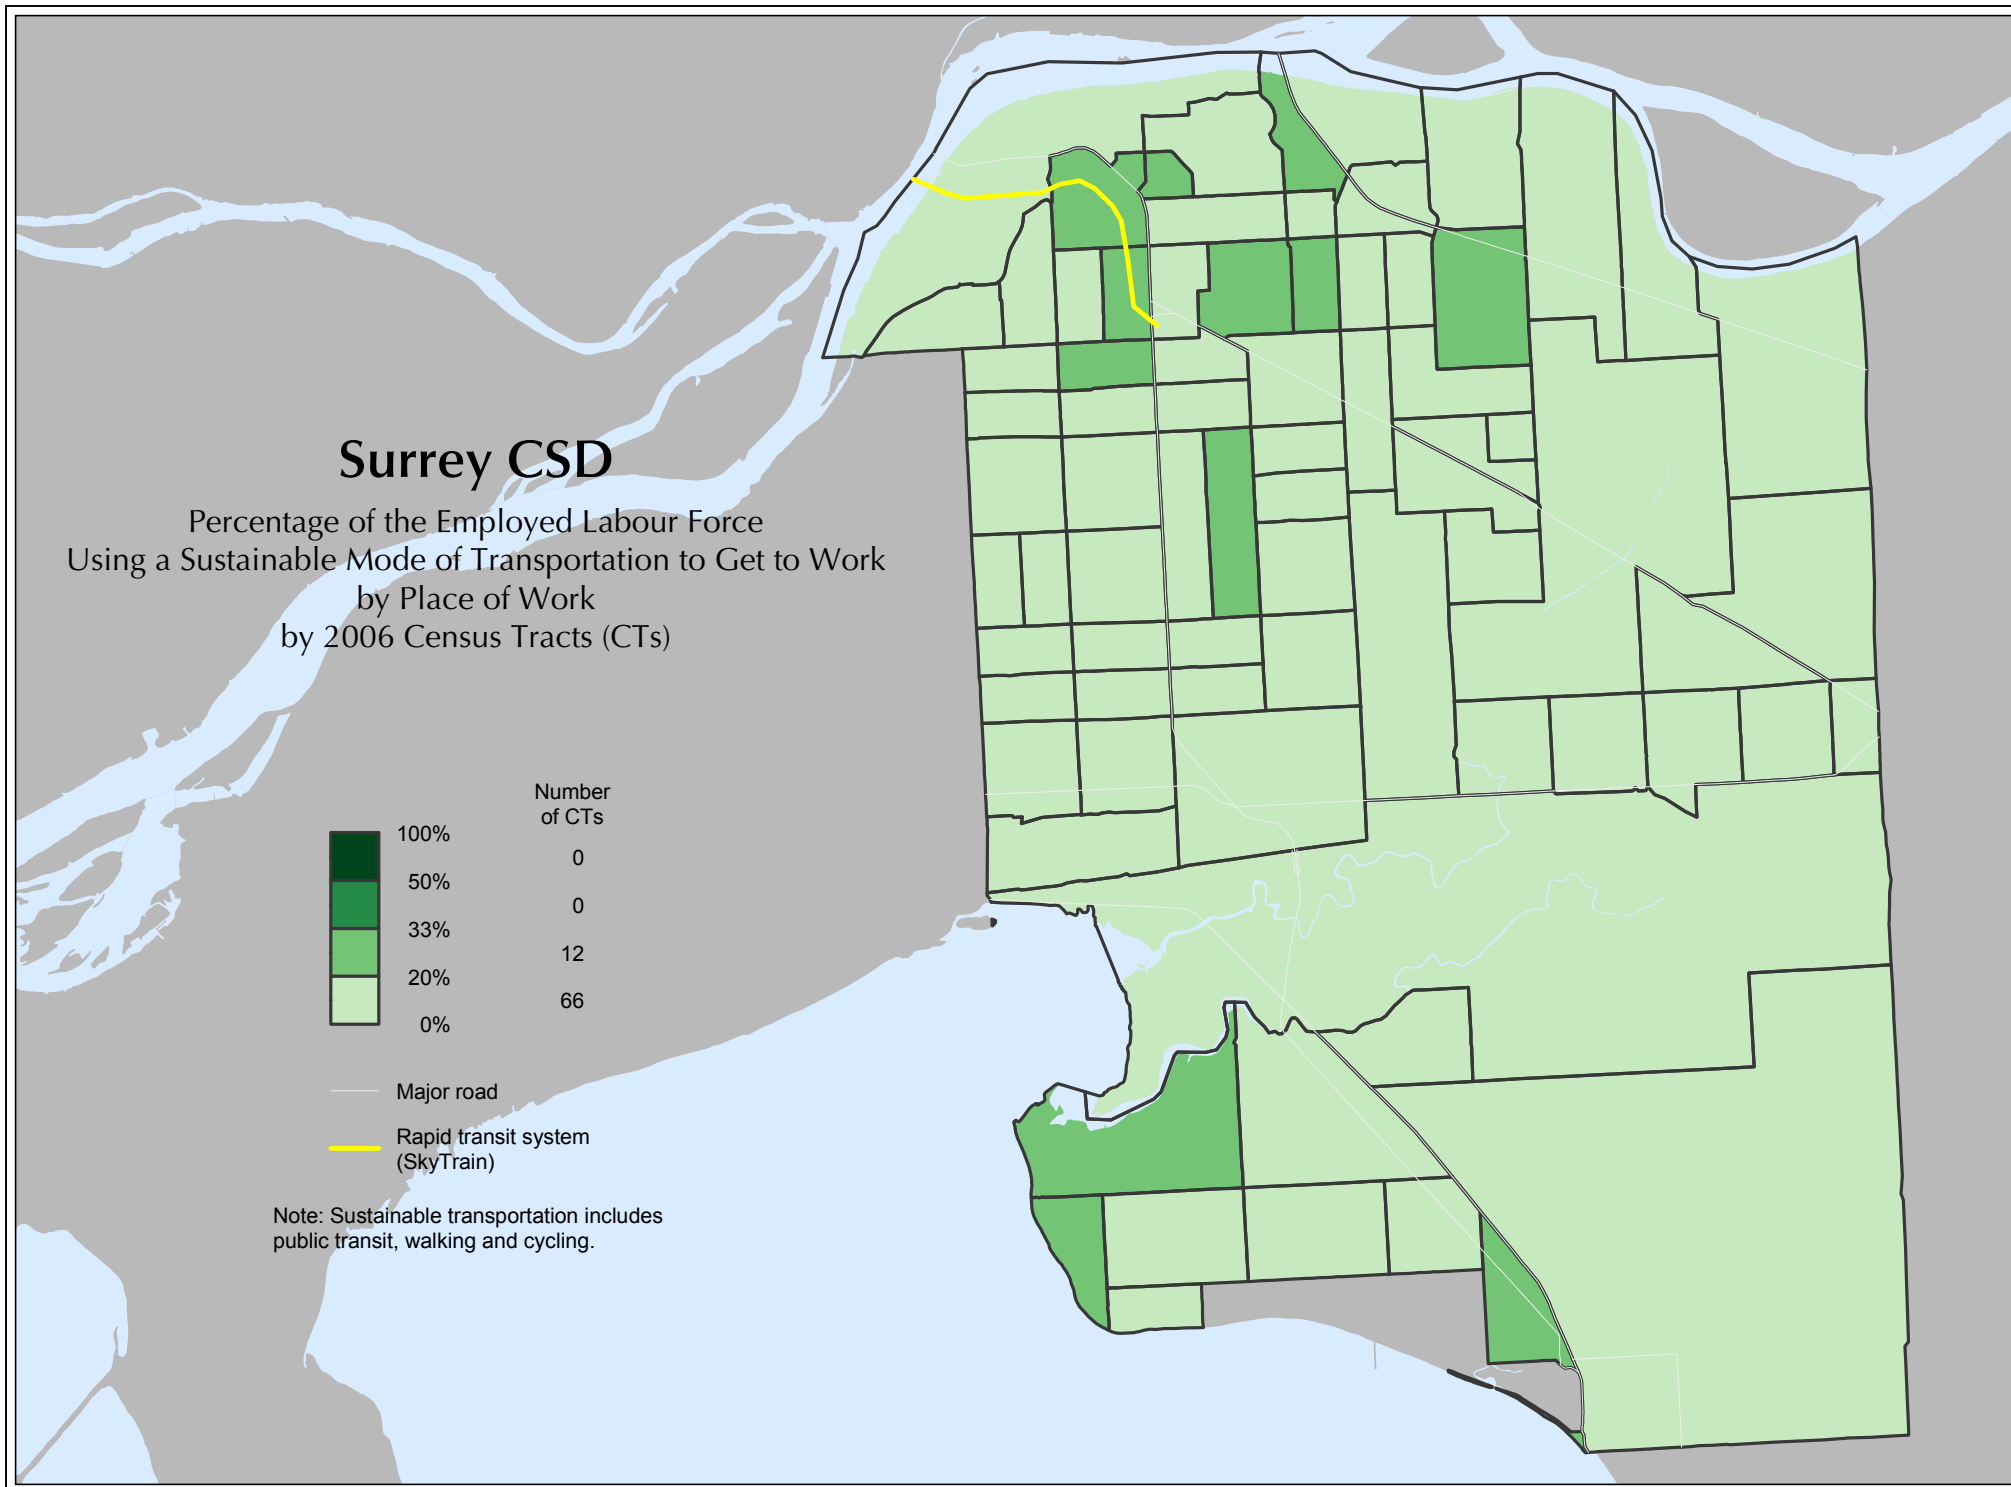 Surrey CSD
Percentage of the Employed Labour Force
Using a Sustainable Mode of Transportation to Get to Work
by Place of Work
by 2006 Census Tracts (CTs)
Number
of CTs
100%
0
50%
0
33%
12
20%
66
0%
Major road
Rapid transit system
(SkyTrain)
Note: Sustainable transportation includes
public transit, walking and cycling.